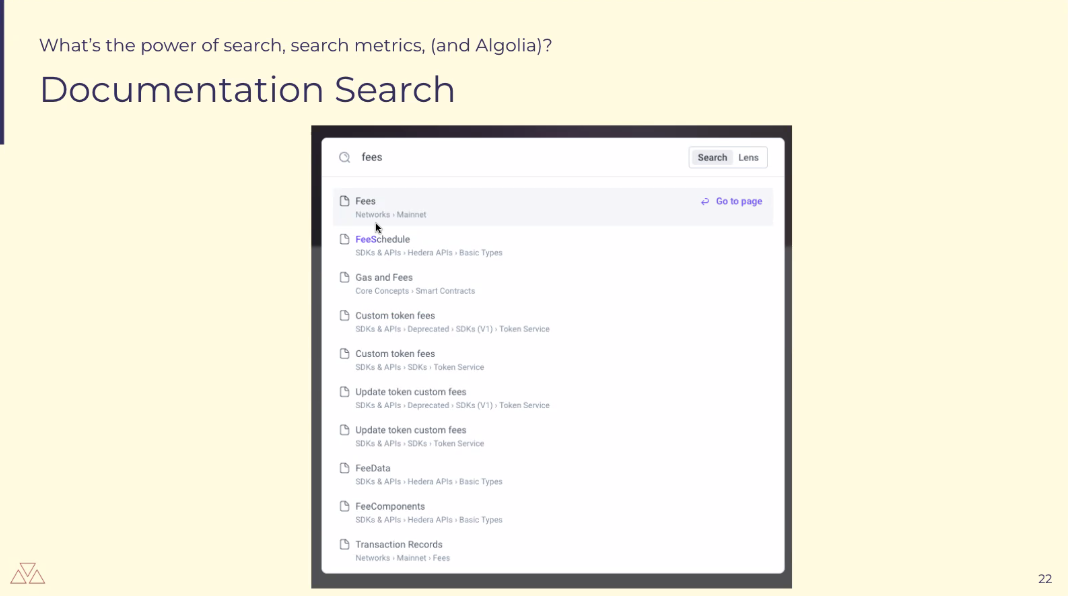 What's the power of search, search metrics, (and Algolia)?
Documentation Search
fees
Search Lens
Fees
Go to page
Networks › Mainnet
FeeSchedule
SDKs & APIs › Hedera APIs › Basic Types
Gas and Fees
Core Concepts › Smart Contracts
Custom token fees
SDKs & APIs › Deprecated › SDKs (V1) › Token Service
Custom token fees
SDKs & APIs › SDKs › Token Service
Update token custom fees
SDKs & APIs › Deprecated › SDKs (V1) › Token Service
Update token custom fees
SDKs & APIs › SDKs › Token Service
FeeData
SDKs & APIs › Hedera APIs › Basic Types
FeeComponents
SDKs & APIs › Hedera APIs › Basic Types
Transaction Records
Networks › Mainnet › Fees
22